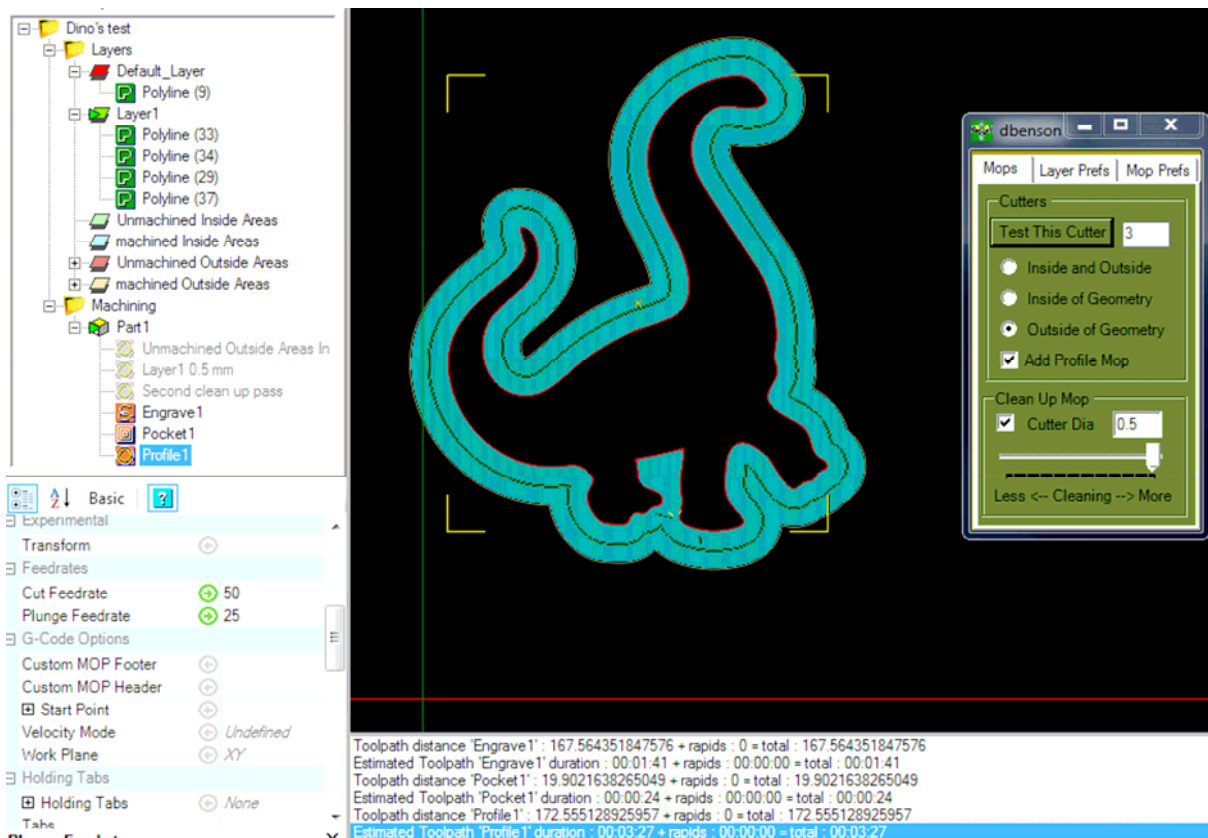 Dino's test
Layers
Default_Layer
Polyline (9)
Layer1
Polyline (33)
Polyline (34)
Polyline (29)
Polyline (37)
Unmachined Inside Areas
machined Inside Areas
Unmachined Outside Areas
machined Outside Areas
Machining
Part1
Unmachined Outside Areas In
Layer1 0.5 mm
Second clean up pass
Engrave1
Pocket1
Profile1
Basic
Experimental
Transform
Feedrates
Cut Feedrate 50
Plunge Feedrate 25
G-Code Options
Custom MOP Footer
Custom MOP Header
Start Point
Velocity Mode Undefined
Work Plane XY
Holding Tabs
Holding Tabs None
Tabs
dbenson
Mops Layer Prefs Mop Prefs
Cutters
Test This Cutter 3
Inside and Outside
Inside of Geometry
Outside of Geometry
Add Profile Mop
Clean Up Mop
Cutter Dia 0.5
Less <-- Cleaning --> More
Toolpath distance 'Engrave1' : 167.564351847576 + rapids : 0 = total : 167.564351847576
Estimated Toolpath 'Engrave1' duration : 00:01:41 + rapids : 00:00:00 = total : 00:01:41
Toolpath distance 'Pocket1' : 19.9021638265049 + rapids : 0 = total : 19.9021638265049
Estimated Toolpath 'Pocket1' duration : 00:00:24 + rapids : 00:00:00 = total : 00:00:24
Toolpath distance 'Profile1' : 172.555128925957 + rapids : 0 = total : 172.555128925957
Estimated Toolpath 'Profile1' duration : 00:03:27 + rapids : 00:00:00 = total : 00:03:27